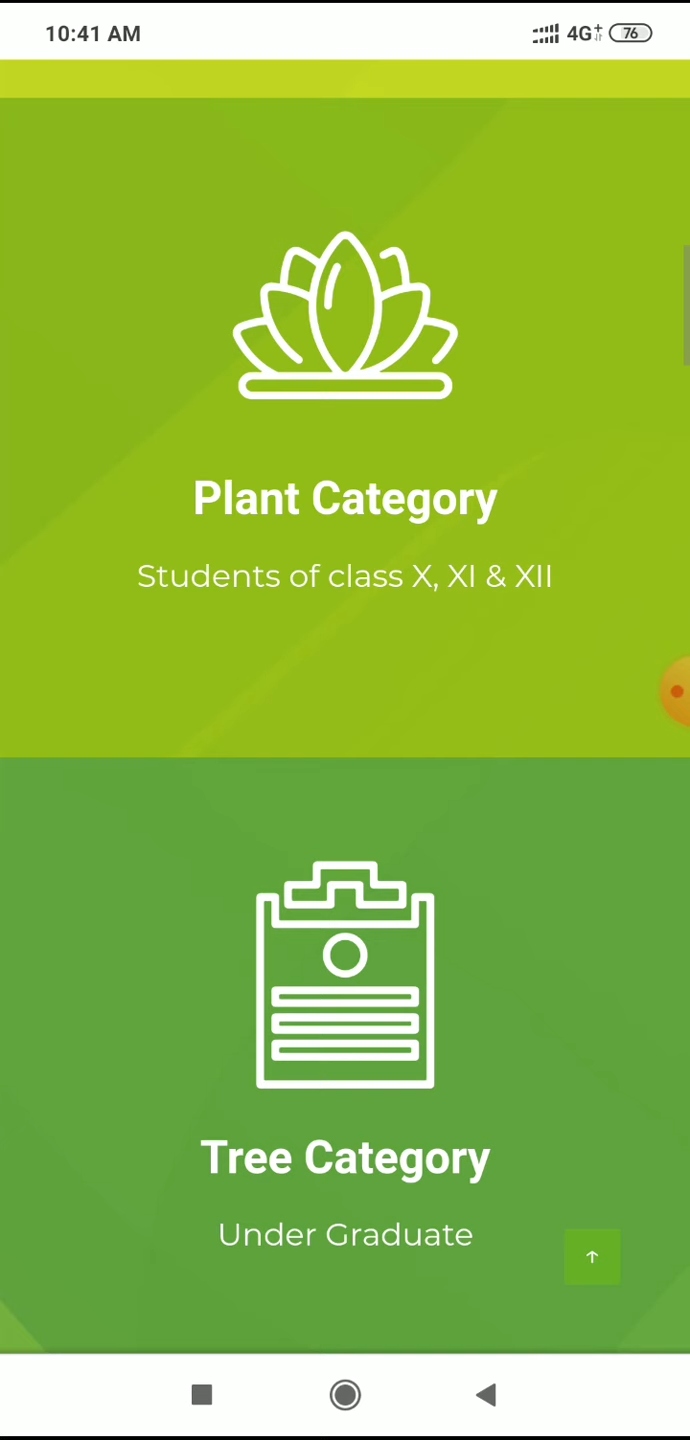 10:41 AM
4G+
76
Plant Category
Students of class X, XI & XII
Tree Category
Under Graduate